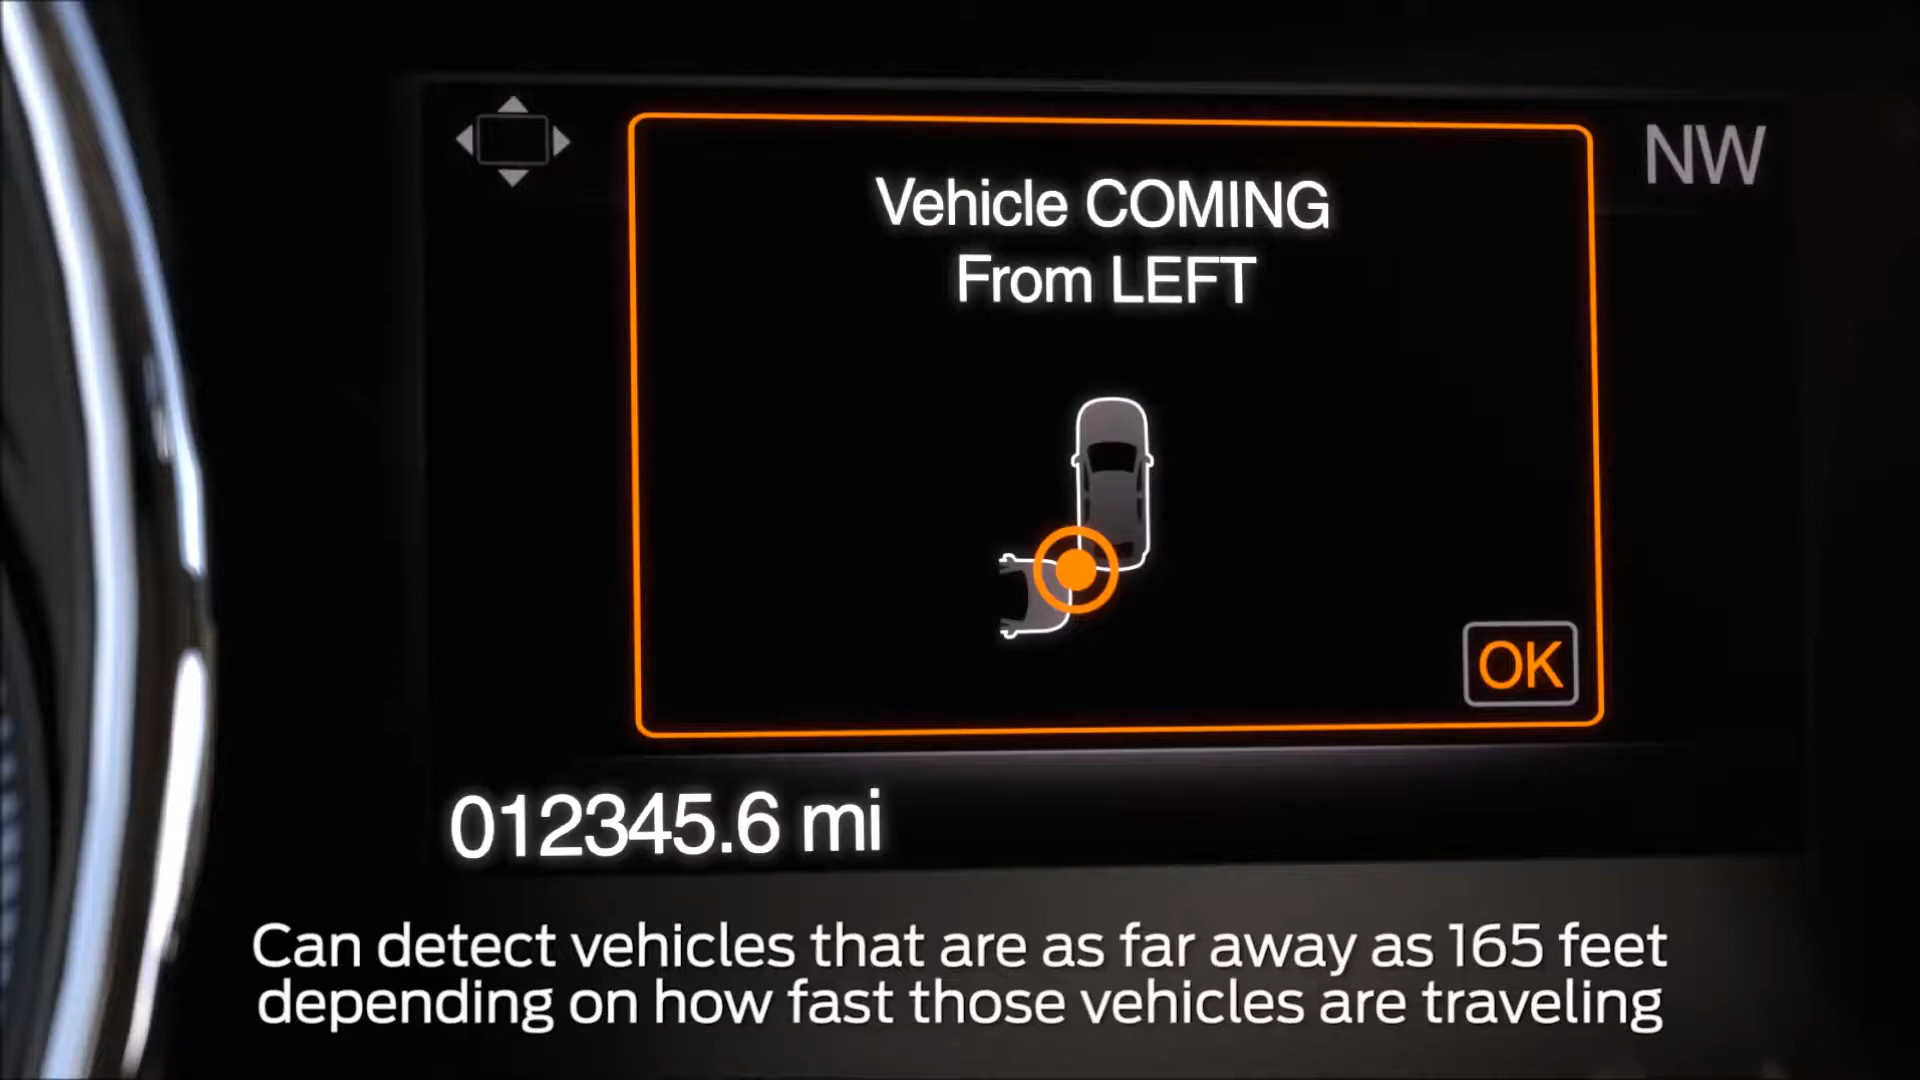 NW
Vehicle COMING
From LEFT
OK
012345.6 mi
Can detect vehicles that are as far away as 165 feet
depending on how fast those vehicles are traveling